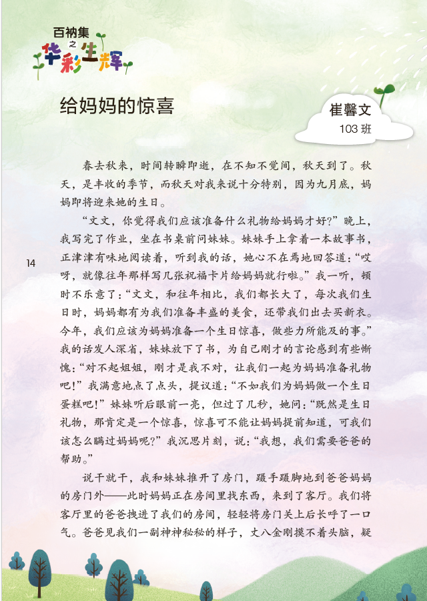 百衲集
之
华彩生辉
给妈妈的惊喜
崔馨文
103 班
春去秋来，时间转瞬即逝，在不知不觉间，秋天到了。秋
天，是丰收的季节，而秋天对我来说十分特别，因为九月底，妈
妈即将迎来她的生日。
“文文，你觉得我们应该准备什么礼物给妈妈才好？”晚上，
我写完了作业，坐在书桌前问妹妹。妹妹手上拿着一本故事书，
正津津有味地阅读着，听到我的话，她心不在焉地回答道：“哎
呀，就像往年那样写几张祝福卡片给妈妈就行啦。”我一听，顿
时不乐意了：“文文，和往年相比，我们都长大了，每次我们生
日时，妈妈都有为我们准备丰盛的美食，还带我们出去买新衣。
今年，我们应该为妈妈准备一个生日惊喜，做些力所能及的事。”
我的话发人深省，妹妹放下了书，为自己刚才的言论感到有些惭
愧：“对不起姐姐，刚才是我不对，让我们一起为妈妈准备礼物
吧！”我满意地点了点头，提议道：“不如我们为妈妈做一个生日
蛋糕吧！”妹妹听后眼前一亮，但过了几秒，她问：“既然是生日
礼物，那肯定是一个惊喜，惊喜可不能让妈妈提前知道，可我们
该怎么瞒过妈妈呢？”我沉思片刻，说：“我想，我们需要爸爸的
帮助。”
说干就干，我和妹妹推开了房门，蹑手蹑脚地到爸爸妈妈
的房门外——此时妈妈正在房间里找东西，来到了客厅。我们将
客厅里的爸爸拽进了我们的房间，轻轻将房门关上后长呼了一口
气。爸爸见我们一副神神秘秘的样子，丈八金刚摸不着头脑，疑
14